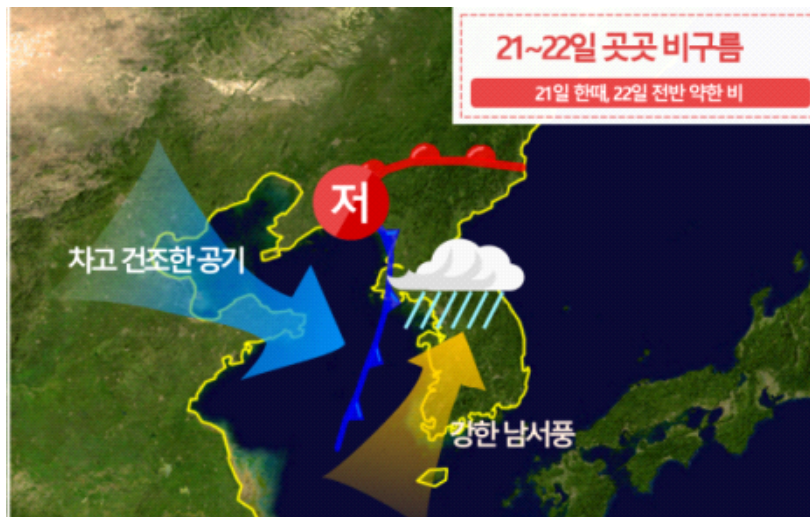 21~22일 곳곳 비구름
21일 한때, 22일 전반 약한 비
저
차고 건조한 공기
강한 남서풍